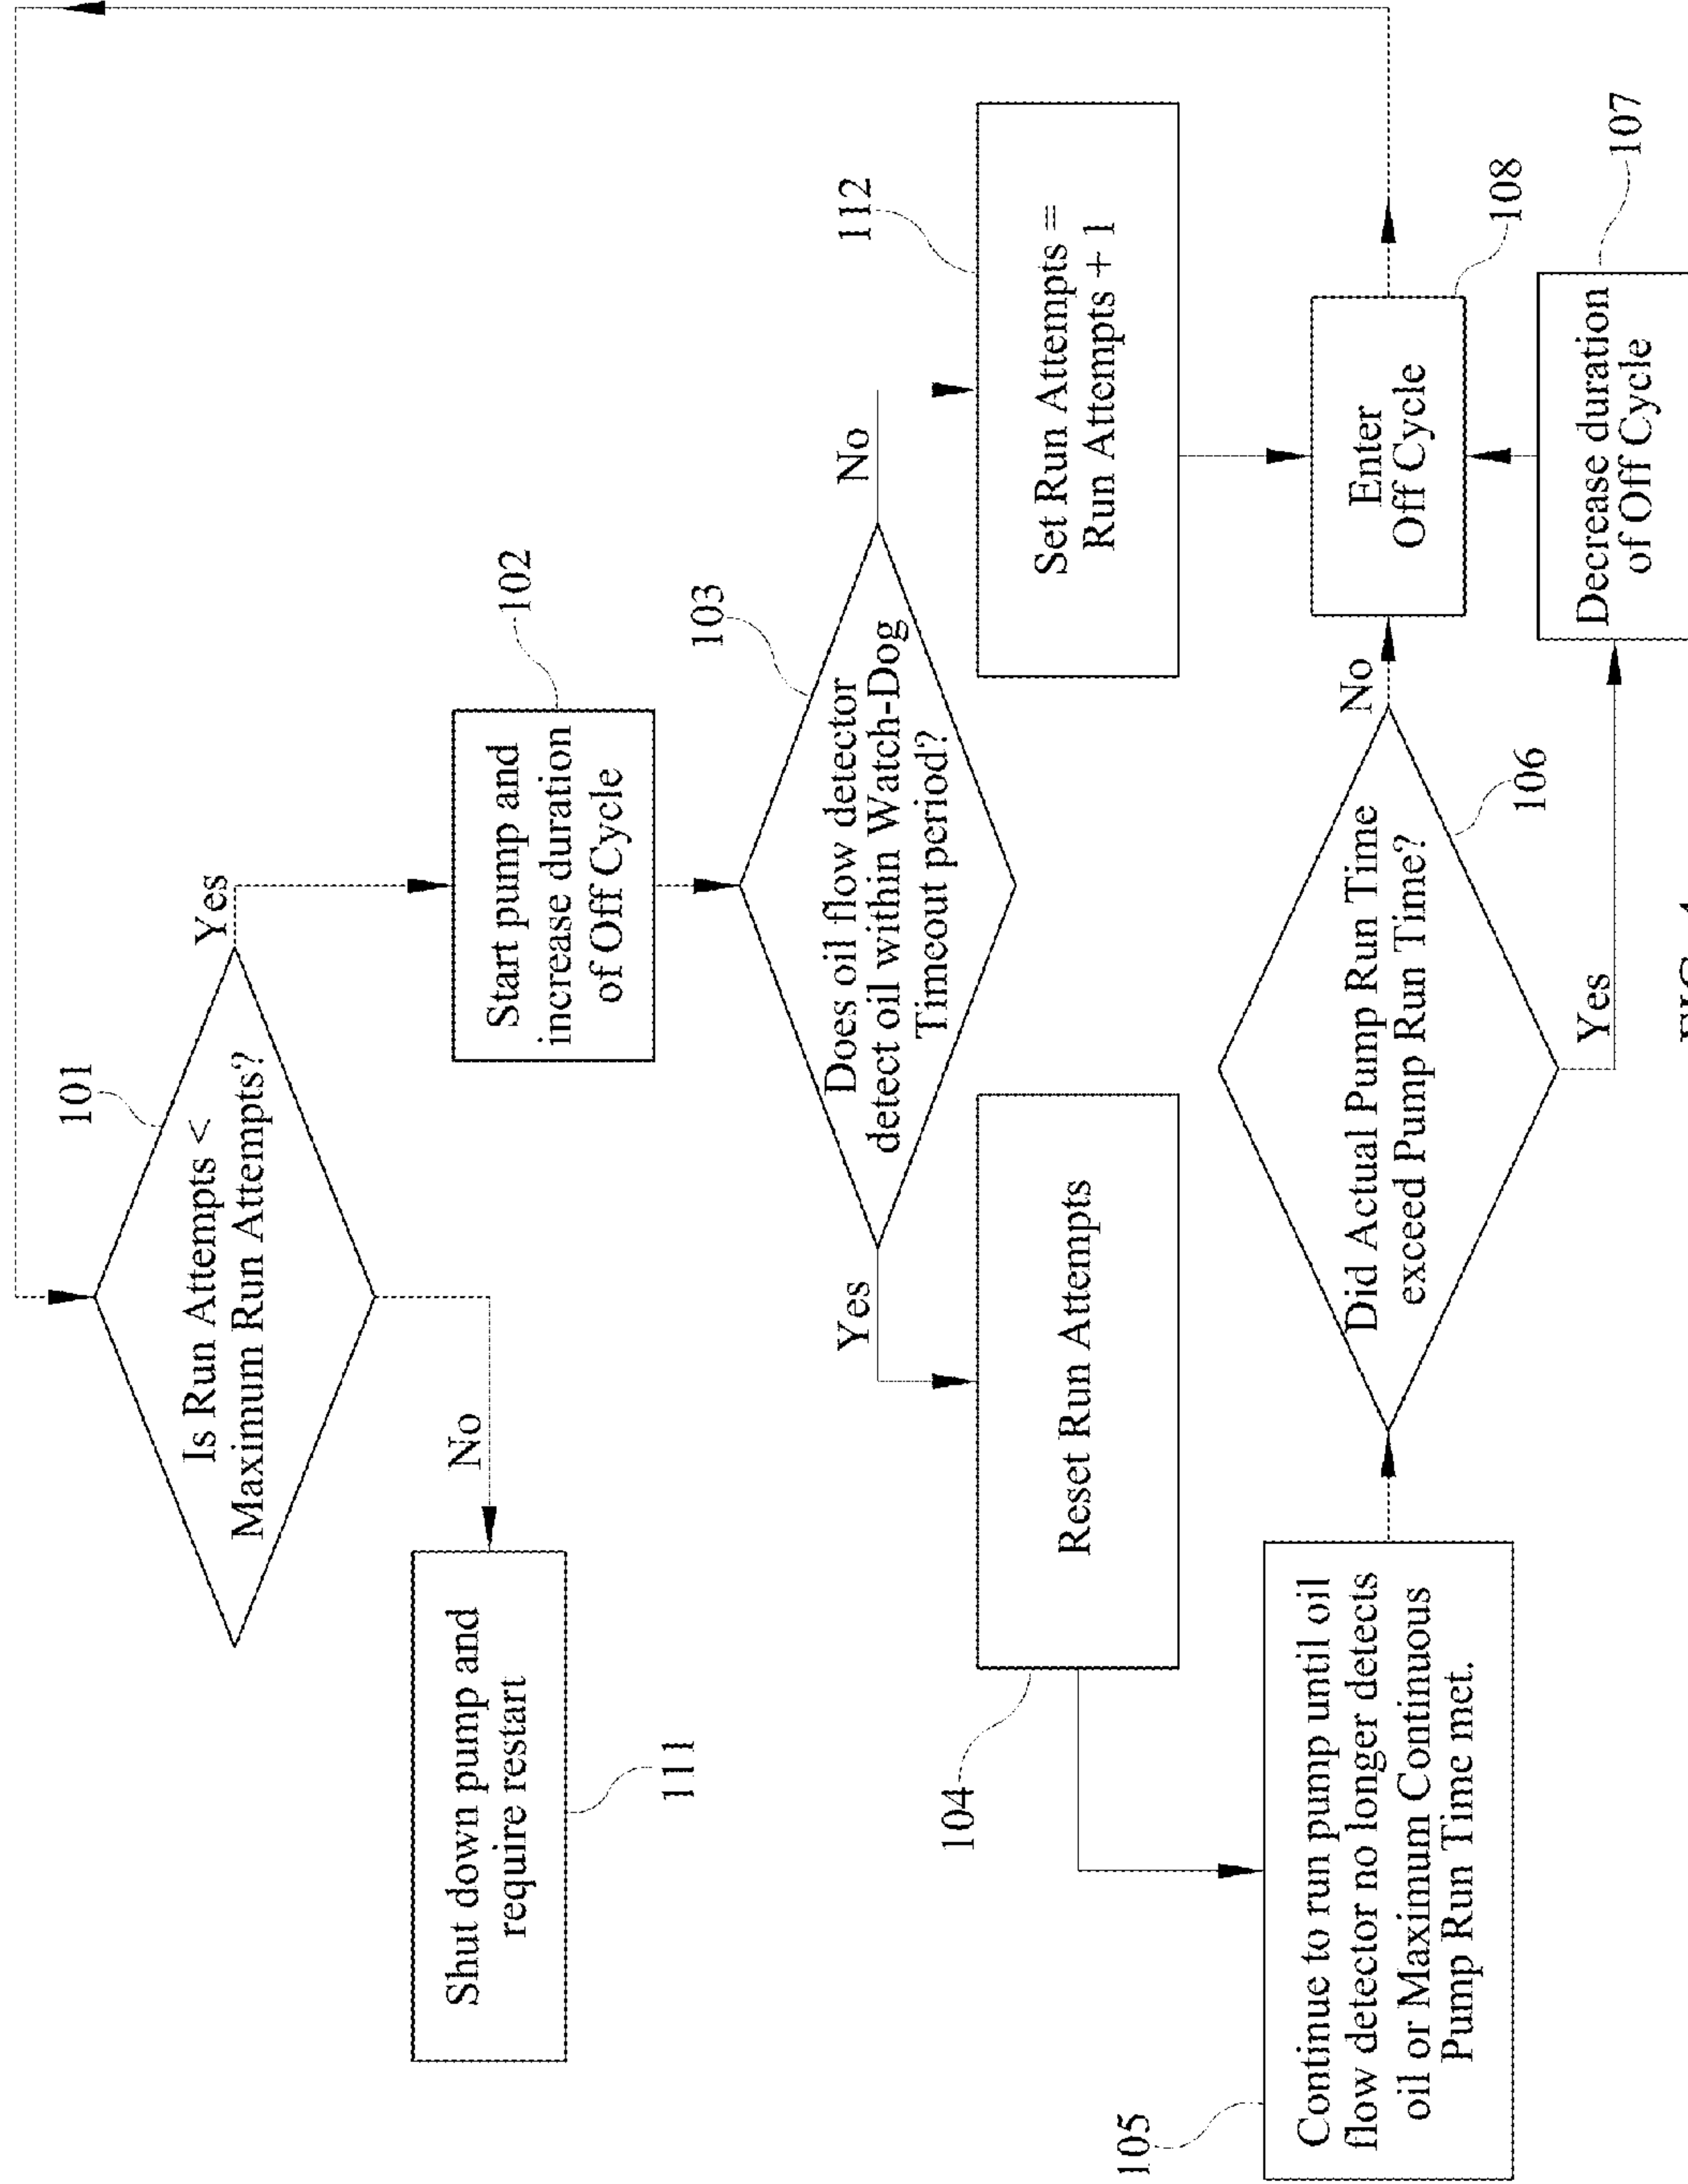 101
Is Run Attempts <
Maximum Run Attempts?
Yes
No
Shut down pump and
require restart
111
102
Start pump and
increase duration
of Off Cycle
103
Does oil flow detector
detect oil within Watch-Dog
Timeout period?
Yes
No
104
Reset Run Attempts
112
Set Run Attempts =
Run Attempts + 1
105
Continue to run pump until oil
flow detector no longer detects
oil or Maximum Continuous
Pump Run Time met.
Did Actual Pump Run Time
exceed Pump Run Time?
106
No
Yes
Enter
Off Cycle
108
Decrease duration
of Off Cycle
107